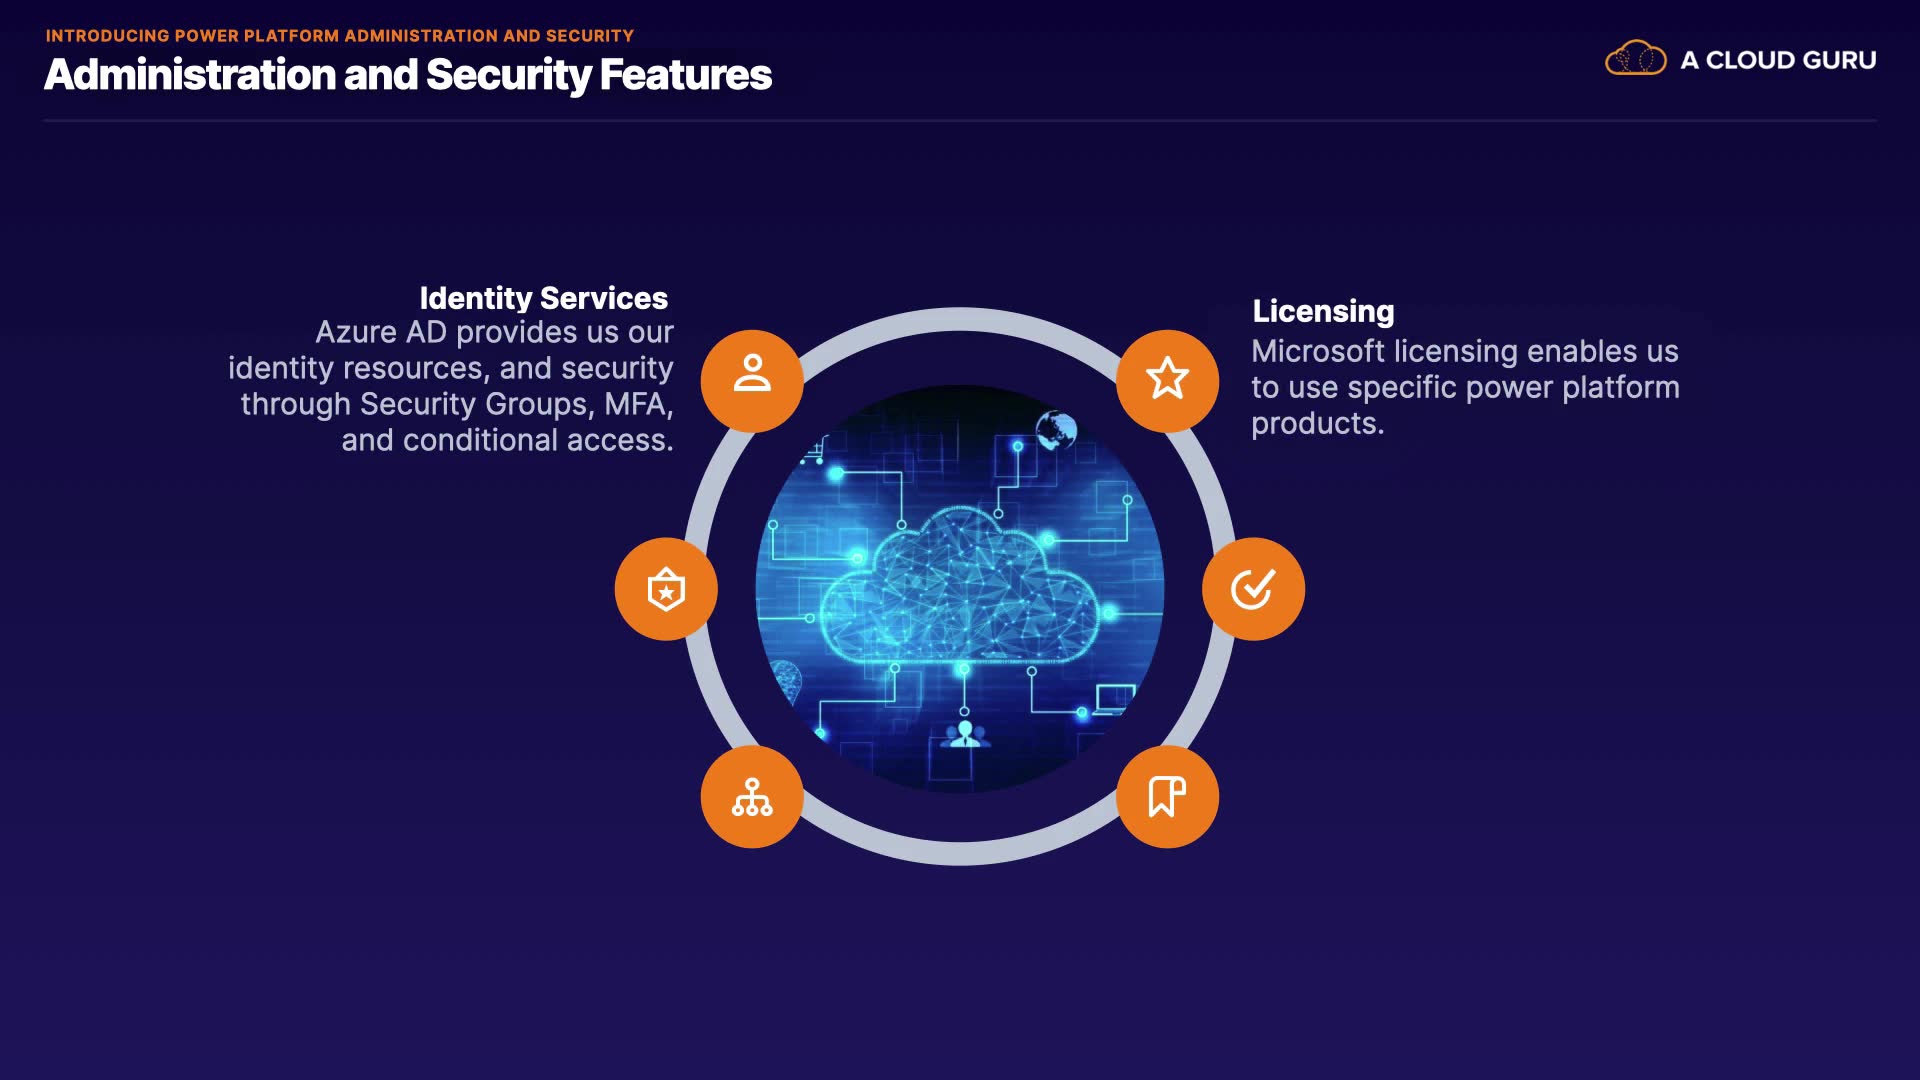 INTRODUCING POWER PLATFORM ADMINISTRATION AND SECURITY
Administration and Security Features
A CLOUD GURU
Identity Services
Azure AD provides us our
identity resources, and security
through Security Groups, MFA,
and conditional access.
Licensing
Microsoft licensing enables us
to use specific power platform
products.